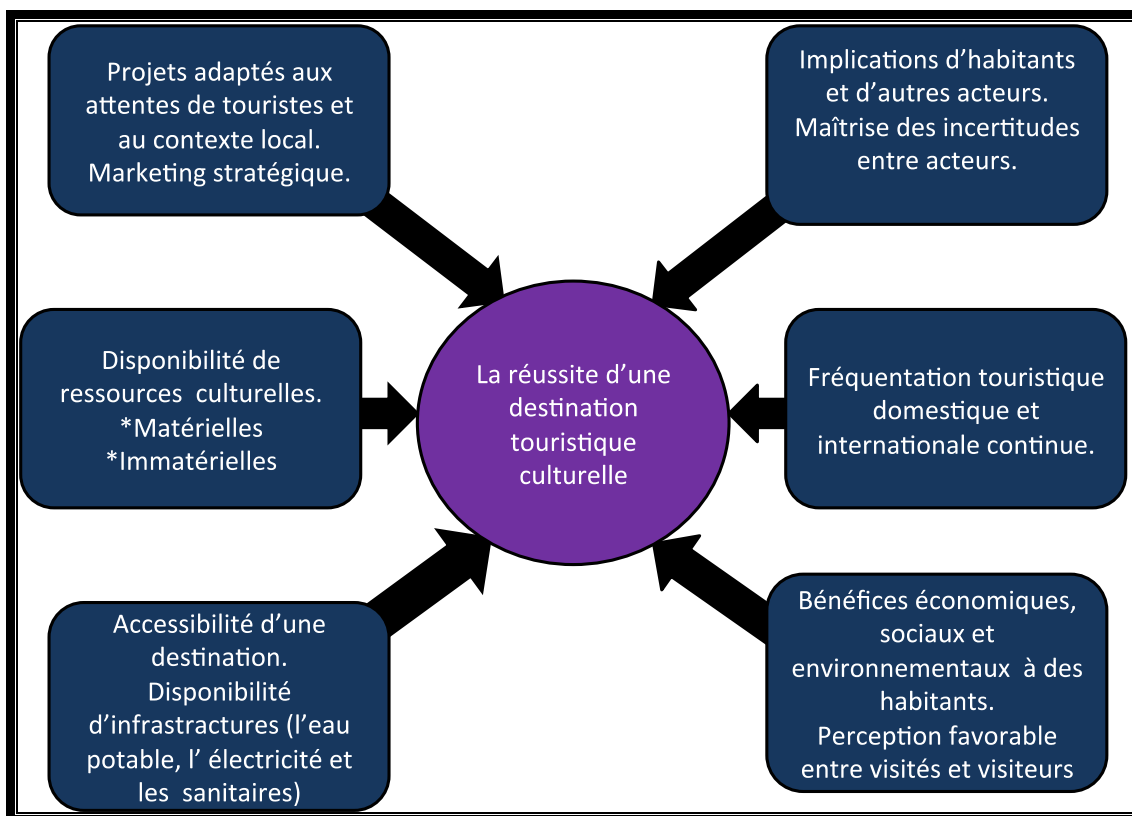 Projets adaptés aux
attentes de touristes et
au contexte local.
Marketing stratégique.
Implications d’habitants
et d’autres acteurs.
Maîtrise des incertitudes
entre acteurs.
Disponibilité de
ressources culturelles.
*Matérielles
*Immatérielles
La réussite d’une
destination
touristique
culturelle
Fréquentation touristique
domestique et
internationale continue.
Accessibilité d’une
destination.
Disponibilité
d’infrastractures (l’eau
potable, l’ électricité et
les sanitaires)
Bénéfices économiques,
sociaux et
environnementaux à des
habitants.
Perception favorable
entre visités et visiteurs